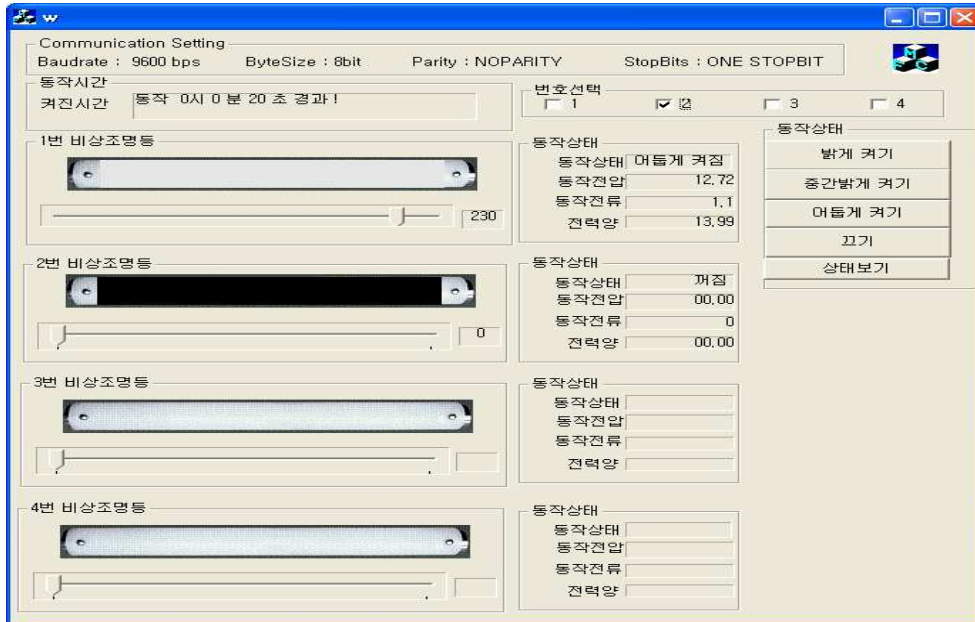 w
Communication Setting
Baudrate : 9600 bps ByteSize : 8bit Parity : NOPARITY StopBits : ONE STOPBIT
동작시간
켜진시간 동작 0시 0 분 20 초 경과!
번호선택
1 2 3 4
1번 비상조명등
230
동작상태
동작상태 어둡게 켜짐
동작전압 12,72
동작전류 1,1
전력양 13,99
동작상태
밝게 켜기
중간밝게 켜기
어둡게 켜기
끄기
상태보기
2번 비상조명등
0
동작상태
동작상태 꺼짐
동작전압 00,00
동작전류 0
전력양 00,00
3번 비상조명등
동작상태
동작상태
동작전압
동작전류
전력양
4번 비상조명등
동작상태
동작상태
동작전압
동작전류
전력양